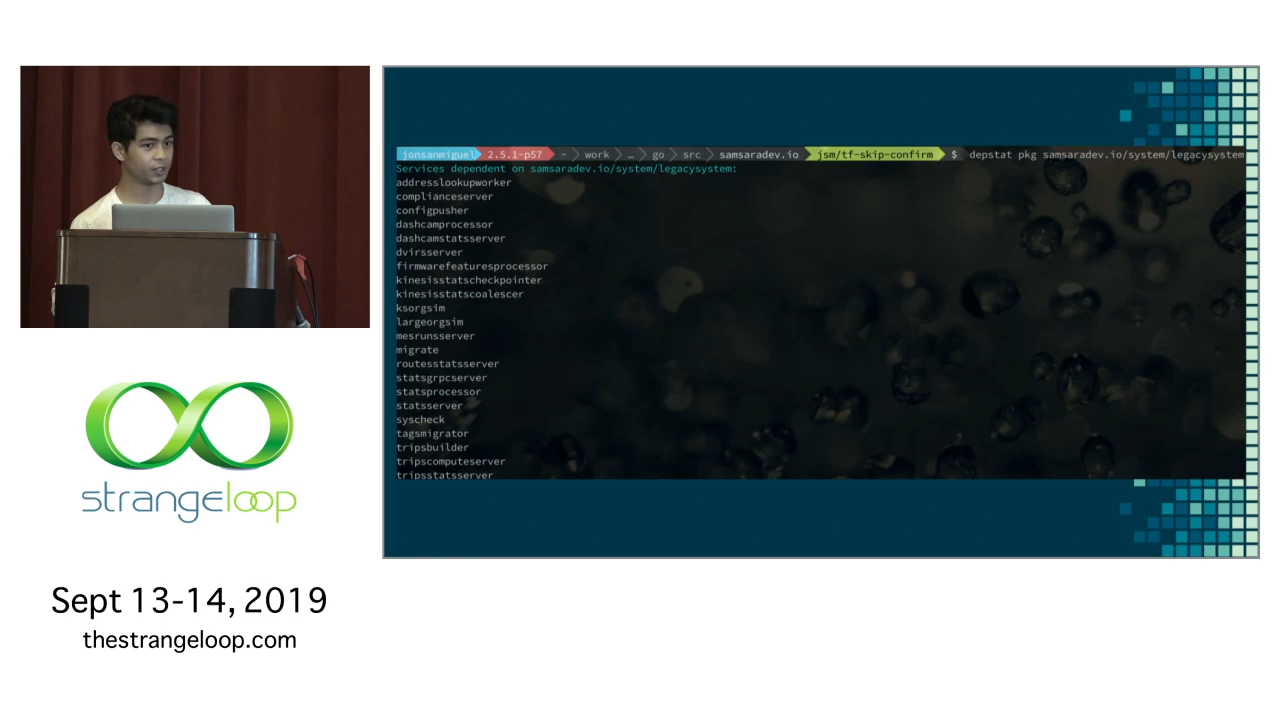 jonsanmiguel 2.5.1-p57 ~ work … go src samsaradev.io jsm/tf-skip-confirm $ depstat pkg samsaradev.io/system/legacysystem
Services dependent on samsaradev.io/system/legacysystem:
addresslookupworker
complianceserver
configpusher
dashcamprocessor
dashcamstatsserver
dvirsserver
firmwarefeaturesprocessor
kinesisstatscheckpointer
kinesisstatscoalescer
ksorgsim
largeorgsim
mesrunsserver
migrate
routesstatsserver
statsgrpcserver
statsprocessor
statsserver
syscheck
tagsmigrator
tripsbuilder
tripscomputeserver
tripsstatsserver
strangeloop
Sept 13-14, 2019
thestrangeloop.com